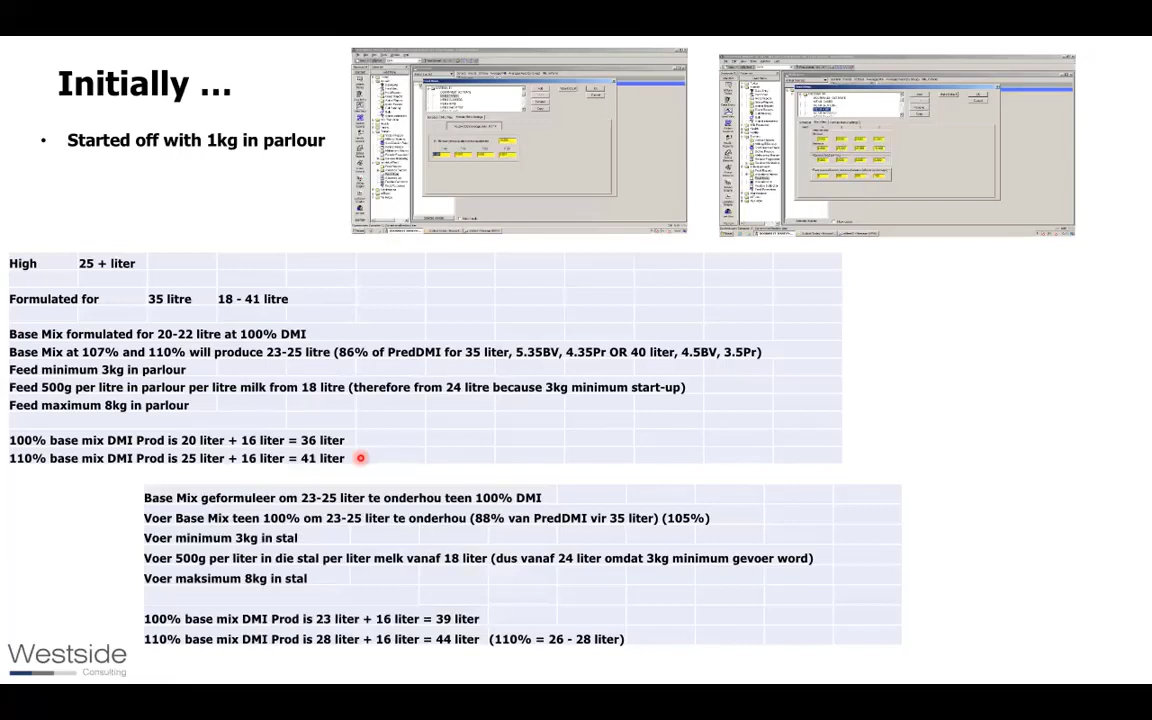 Initially ...
• Started off with 1kg in parlour
High 25 + liter
Formulated for 35 litre 18 - 41 litre
Base Mix formulated for 20-22 litre at 100% DMI
Base Mix at 107% and 110% will produce 23-25 litre (86% of PredDMI for 35 liter, 5.35BV, 4.35Pr OR 40 liter, 4.5BV, 3.5Pr)
Feed minimum 3kg in parlour
Feed 500g per litre in parlour per litre milk from 18 litre (therefore from 24 litre because 3kg minimum start-up)
Feed maximum 8kg in parlour
100% base mix DMI Prod is 20 liter + 16 liter = 36 liter
110% base mix DMI Prod is 25 liter + 16 liter = 41 liter
Base Mix geformuleer om 23-25 liter te onderhou teen 100% DMI
Voer Base Mix teen 100% om 23-25 liter te onderhou (88% van PredDMI vir 35 liter) (105%)
Voer minimum 3kg in stal
Voer 500g per liter in die stal per liter melk vanaf 18 liter (dus vanaf 24 liter omdat 3kg minimum gevoer word)
Voer maksimum 8kg in stal
100% base mix DMI Prod is 23 liter + 16 liter = 39 liter
110% base mix DMI Prod is 28 liter + 16 liter = 44 liter (110% = 26 - 28 liter)
Westside
Consulting